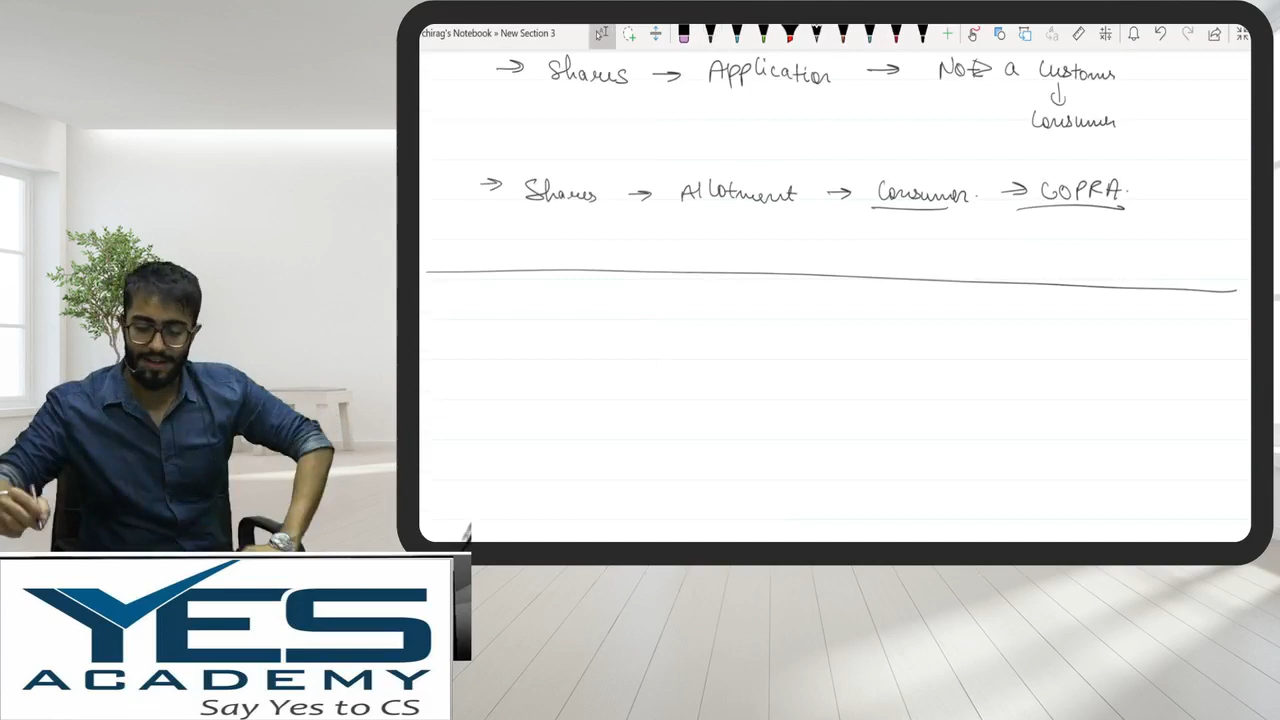 chirag's Notebook » New Section 3
→ Shares → Application → Not a Customer
↓
Consumer
→ Shares → Allotment → Consumer. → COPRA.
YES
ACADEMY
Say Yes to CS